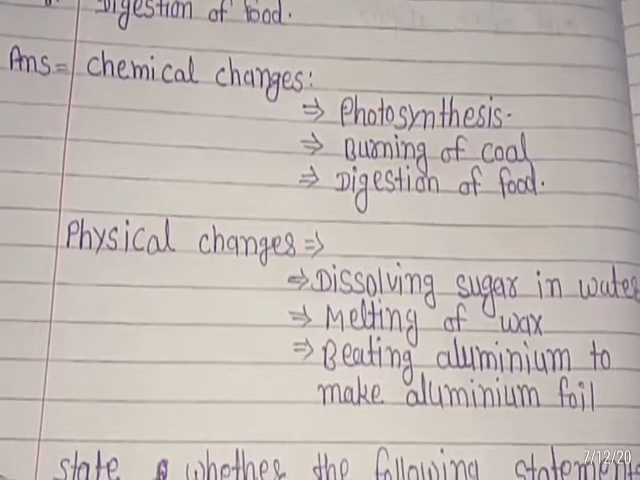 Digestion of food.
Ans = Chemical changes:
⇒ Photosynthesis.
⇒ Burning of coal
⇒ Digestion of food.
Physical changes ⇒
⇒ Dissolving sugar in water
⇒ Melting of wax
⇒ Beating aluminium to
make aluminium foil
state whether the following statement
7/12/20